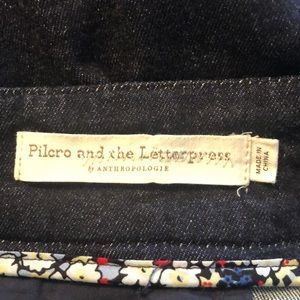 Pilcro and the Letterpress
by ANTHROPOLOGIE
MADE IN
CHINA